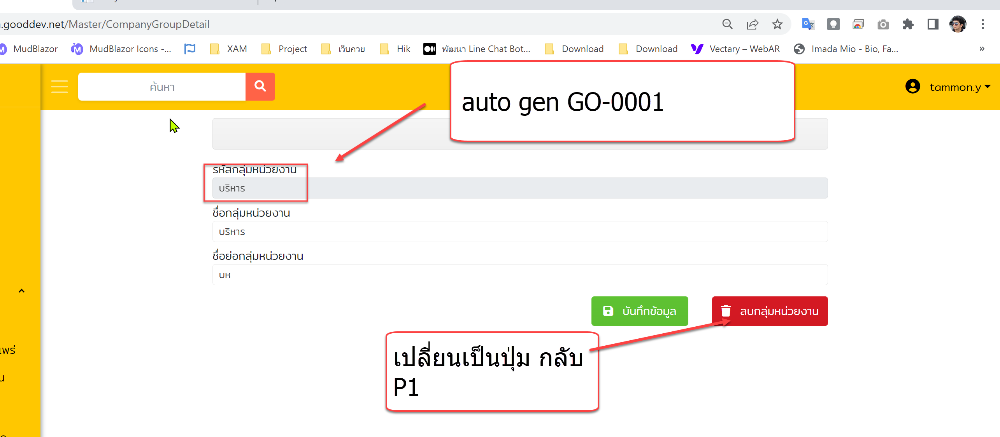 .gooddev.net/Master/CompanyGroupDetail
MudBlazor
MudBlazor Icons -...
XAM
Project
เว็บกวย
Hik
พัฒนา Line Chat Bot...
Download
Download
Vectary – WebAR
Imada Mio - Bio, Fa...
»
ค้นหา
auto gen GO-0001
tammon.y
รหัสกลุ่มหน่วยงาน
บริหาร
ชื่อกลุ่มหน่วยงาน
บริหาร
ชื่อย่อกลุ่มหน่วยงาน
บห
บันทึกข้อมูล
ลบกลุ่มหน่วยงาน
เปลี่ยนเป็นปุ่ม กลับ
P1